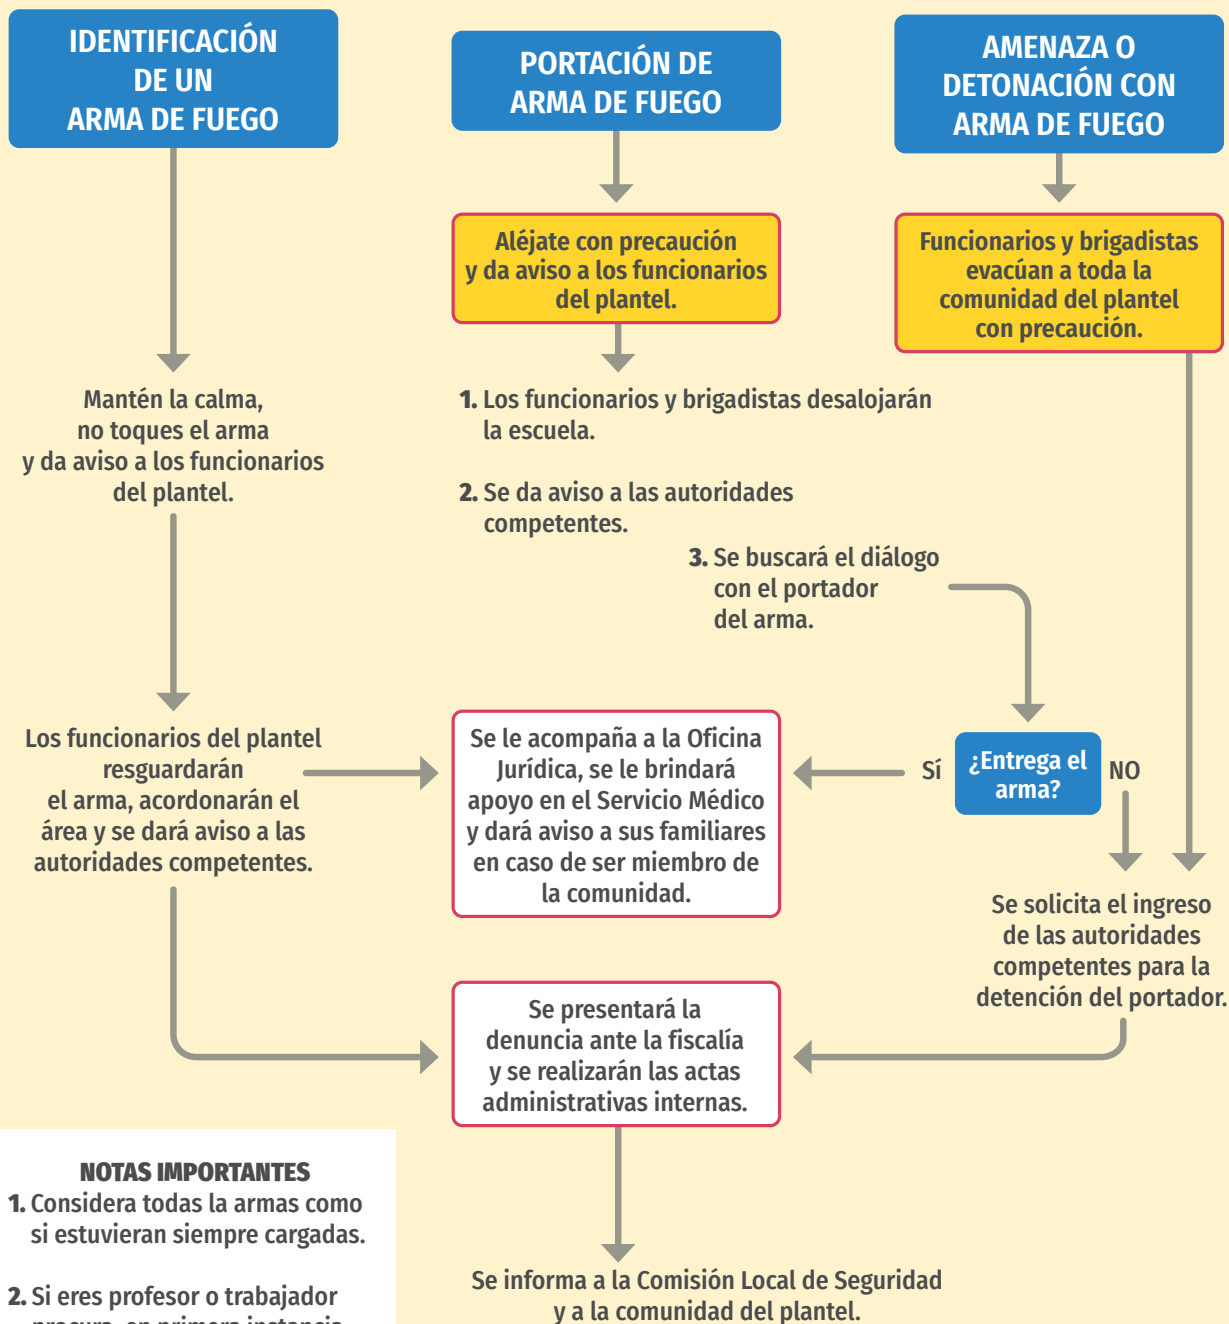 IDENTIFICACIÓN
DE UN
ARMA DE FUEGO
Mantén la calma,
no toques el arma
y da aviso a los funcionarios
del plantel.
Los funcionarios del plantel
resguardarán
el arma, acordonarán el
área y se dará aviso a las
autoridades competentes.
PORTACIÓN DE
ARMA DE FUEGO
Aléjate con precaución
y da aviso a los funcionarios
del plantel.
1. Los funcionarios y brigadistas desalojarán
la escuela.
2. Se da aviso a las autoridades
competentes.
3. Se buscará el diálogo
con el portador
del arma.
AMENAZA O
DETONACIÓN CON
ARMA DE FUEGO
Funcionarios y brigadistas
evacúan a toda la
comunidad del plantel
con precaución.
¿Entrega el
arma?
Sí
NO
Se le acompaña a la Oficina
Jurídica, se le brindará
apoyo en el Servicio Médico
y dará aviso a sus familiares
en caso de ser miembro de
la comunidad.
Se solicita el ingreso
de las autoridades
competentes para la
detención del portador.
Se presentará la
denuncia ante la fiscalía
y se realizarán las actas
administrativas internas.
Se informa a la Comisión Local de Seguridad
y a la comunidad del plantel.
NOTAS IMPORTANTES
1. Considera todas la armas como
si estuvieran siempre cargadas.
2. Si eres profesor o trabajador
procura, en primera instancia